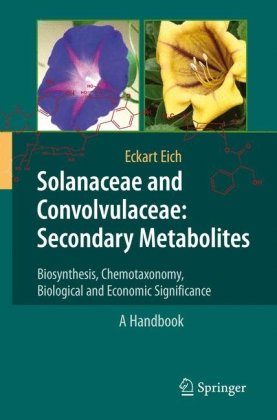 Eckart Eich
Solanaceae and
Convolvulaceae:
Secondary Metabolites
Biosynthesis, Chemotaxonomy,
Biological and Economic Significance
A Handbook
Springer